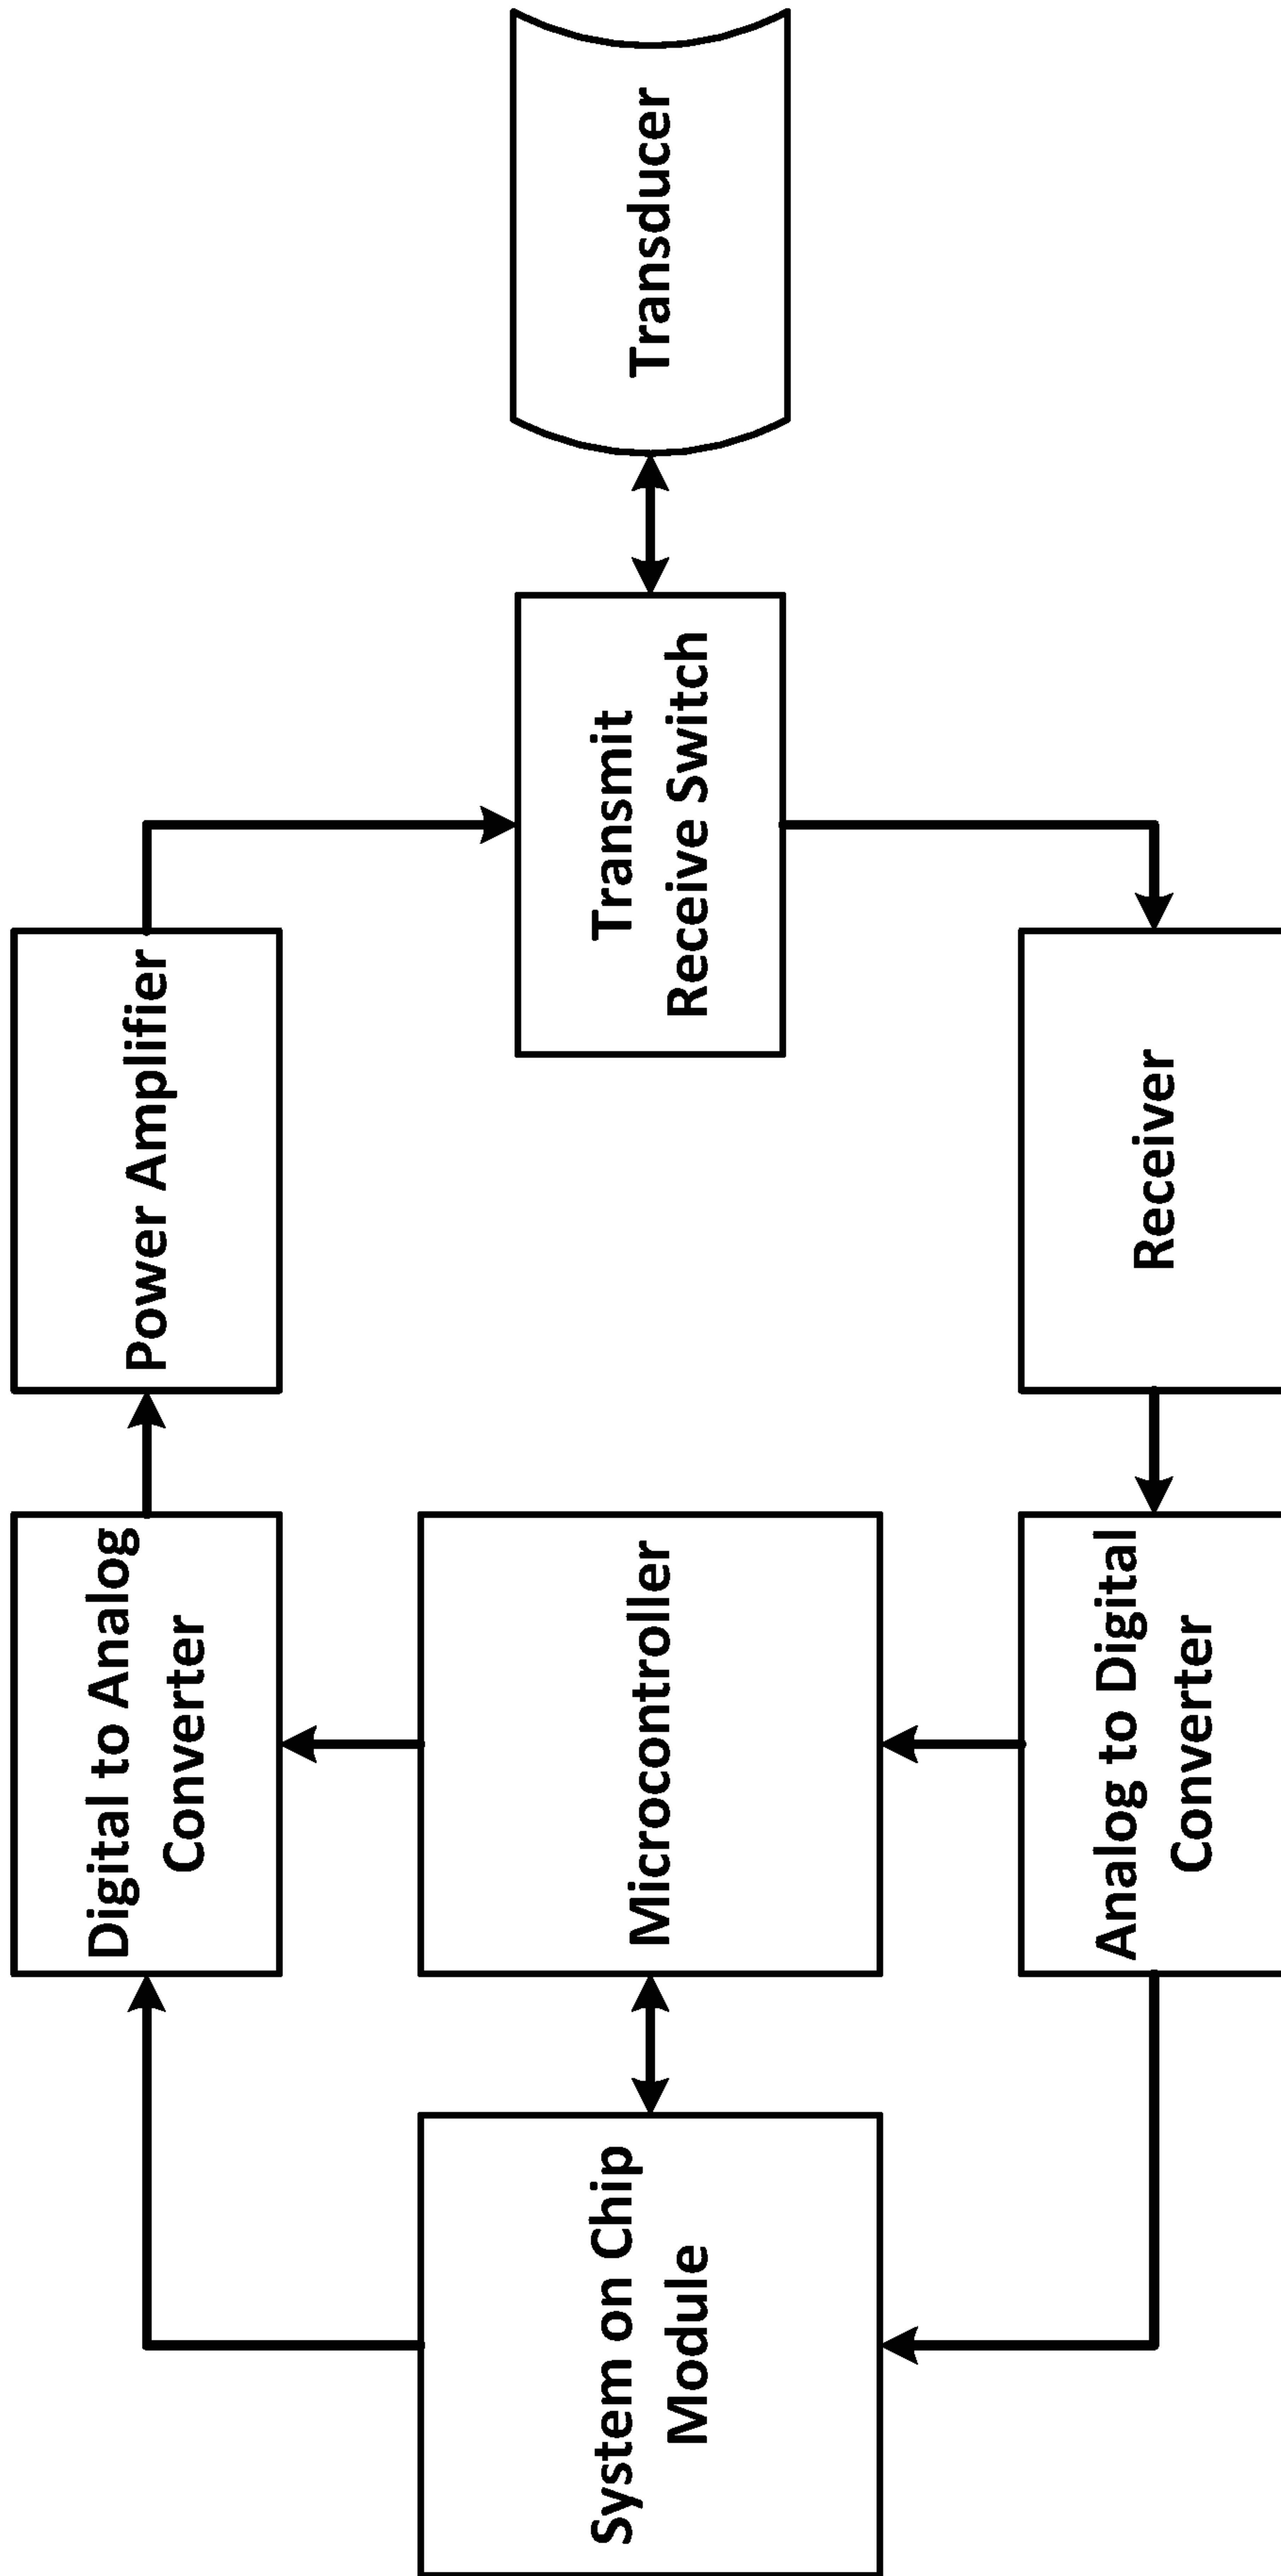 Digital to Analog
Converter
Power Amplifier
System on Chip
Module
Microcontroller
Transmit
Receive Switch
Transducer
Analog to Digital
Converter
Receiver